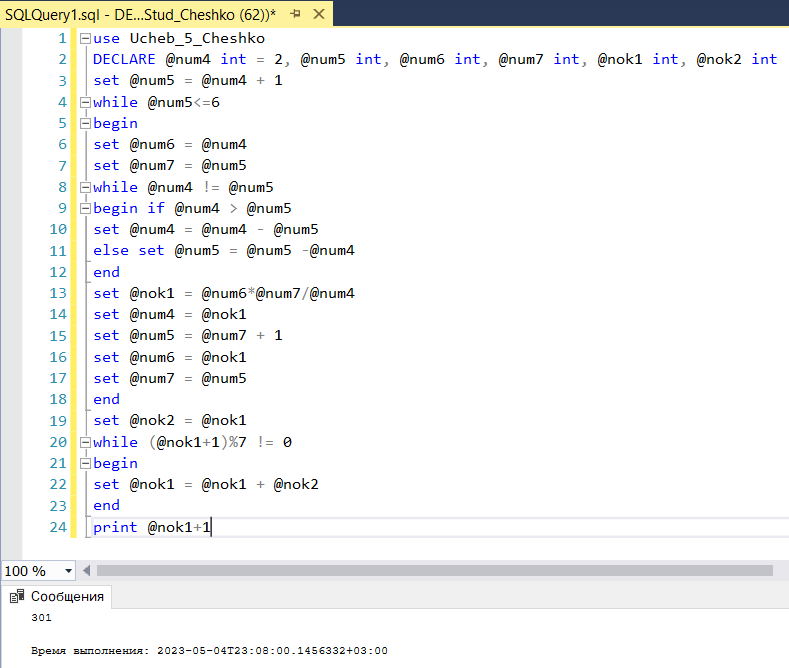 SQLQuery1.sql - DE...Stud_Cheshko (62))*
1 use Ucheb_5_Cheshko
2 DECLARE @num4 int = 2, @num5 int, @num6 int, @num7 int, @nok1 int, @nok2 int
3 set @num5 = @num4 + 1
4 while @num5<=6
5 begin
6 set @num6 = @num4
7 set @num7 = @num5
8 while @num4 != @num5
9 begin if @num4 > @num5
10 set @num4 = @num4 - @num5
11 else set @num5 = @num5 -@num4
12 end
13 set @nok1 = @num6*@num7/@num4
14 set @num4 = @nok1
15 set @num5 = @num7 + 1
16 set @num6 = @nok1
17 set @num7 = @num5
18 end
19 set @nok2 = @nok1
20 while (@nok1+1)%7 != 0
21 begin
22 set @nok1 = @nok1 + @nok2
23 end
24 print @nok1+1
100 %
Сообщения
301
Время выполнения: 2023-05-04T23:08:00.1456332+03:00